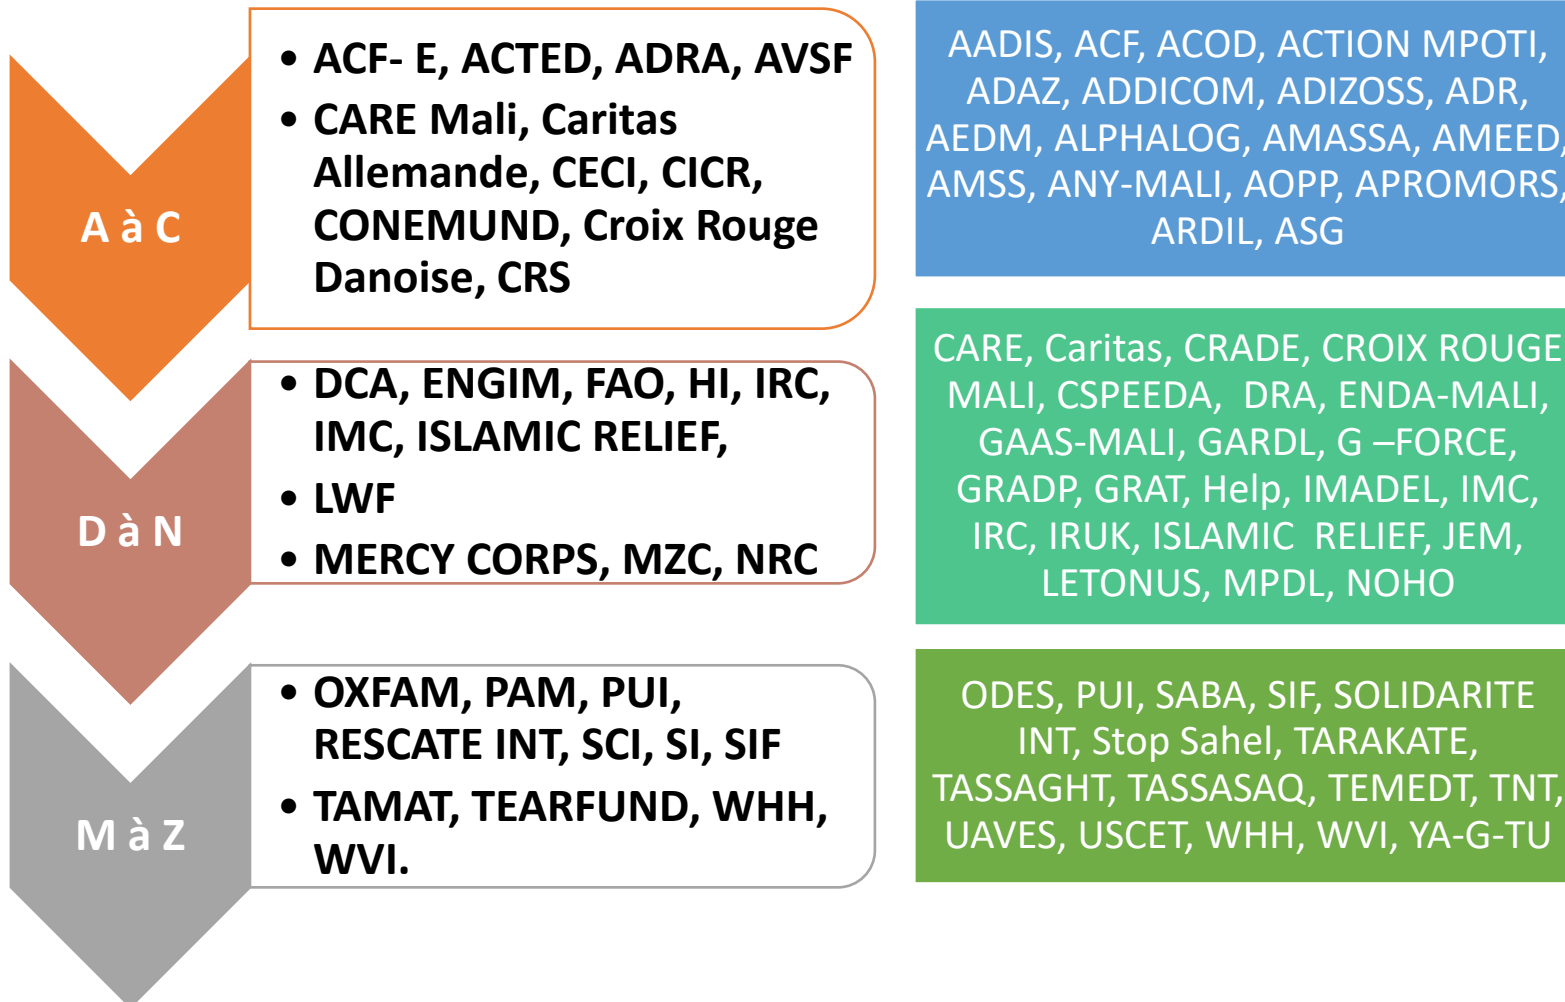 A à C
• ACF- E, ACTED, ADRA, AVSF
• CARE Mali, Caritas
Allemande, CECI, CICR,
CONEMUND, Croix Rouge
Danoise, CRS
AADIS, ACF, ACOD, ACTION MPOTI,
ADAZ, ADDICOM, ADIZOSS, ADR,
AEDM, ALPHALOG, AMASSA, AMEED,
AMSS, ANY-MALI, AOPP, APROMORS,
ARDIL, ASG
D à N
• DCA, ENGIM, FAO, HI, IRC,
IMC, ISLAMIC RELIEF,
• LWF
• MERCY CORPS, MZC, NRC
CARE, Caritas, CRADE, CROIX ROUGE
MALI, CSPEEDA, DRA, ENDA-MALI,
GAAS-MALI, GARDL, G –FORCE,
GRADP, GRAT, Help, IMADEL, IMC,
IRC, IRUK, ISLAMIC RELIEF, JEM,
LETONUS, MPDL, NOHO
M à Z
• OXFAM, PAM, PUI,
RESCATE INT, SCI, SI, SIF
• TAMAT, TEARFUND, WHH,
WVI.
ODES, PUI, SABA, SIF, SOLIDARITE
INT, Stop Sahel, TARAKATE,
TASSAGHT, TASSASAQ, TEMEDT, TNT,
UAVES, USCET, WHH, WVI, YA-G-TU